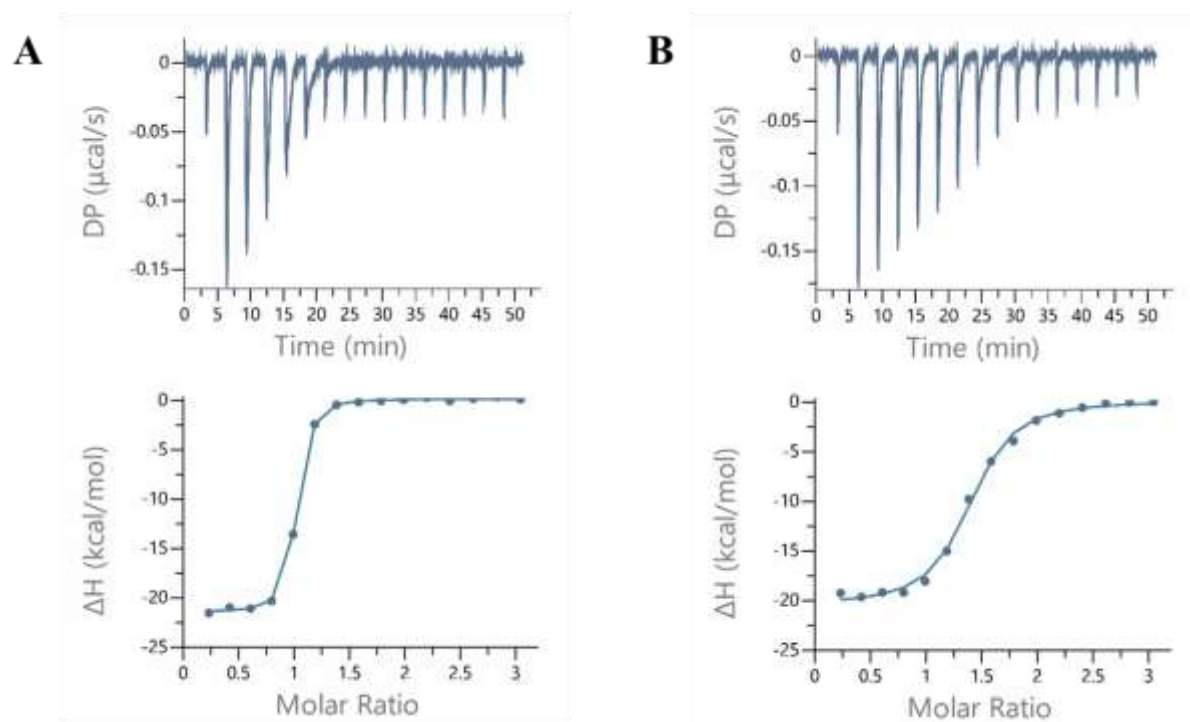 A
DP (μcal/s)
0
-0.05
-0.1
-0.15
0 5 10 15 20 25 30 35 40 45 50
Time (min)
ΔH (kcal/mol)
0
-5
-10
-15
-20
-25
0 0.5 1 1.5 2 2.5 3
Molar Ratio
B
DP (μcal/s)
0
-0.05
-0.1
-0.15
0 5 10 15 20 25 30 35 40 45 50
Time (min)
ΔH (kcal/mol)
0
-5
-10
-15
-20
-25
0 0.5 1 1.5 2 2.5 3
Molar Ratio